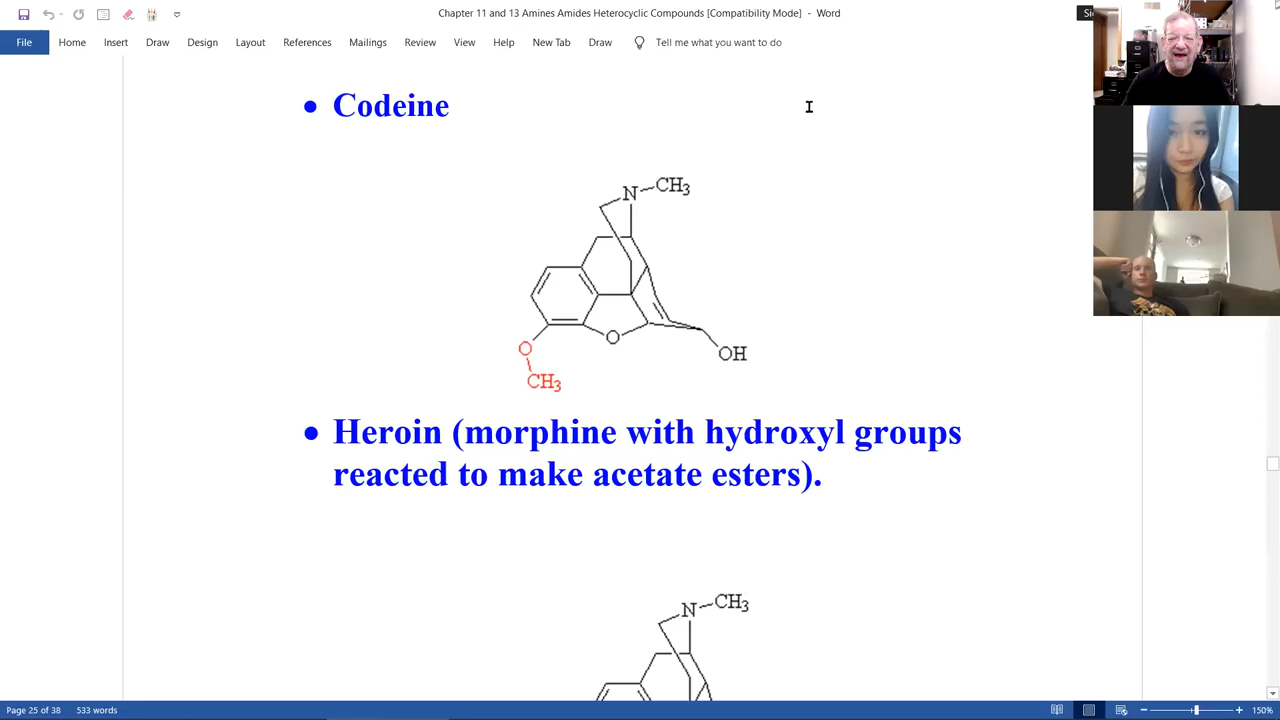 Chapter 11 and 13 Amines Amides Heterocyclic Compounds [Compatibility Mode] - Word
File Home Insert Draw Design Layout References Mailings Review View Help New Tab Draw Tell me what you want to do
• Codeine
N CH3
O
O
OH
CH3
• Heroin (morphine with hydroxyl groups
reacted to make acetate esters).
N CH3
Page 25 of 38 533 words 150%